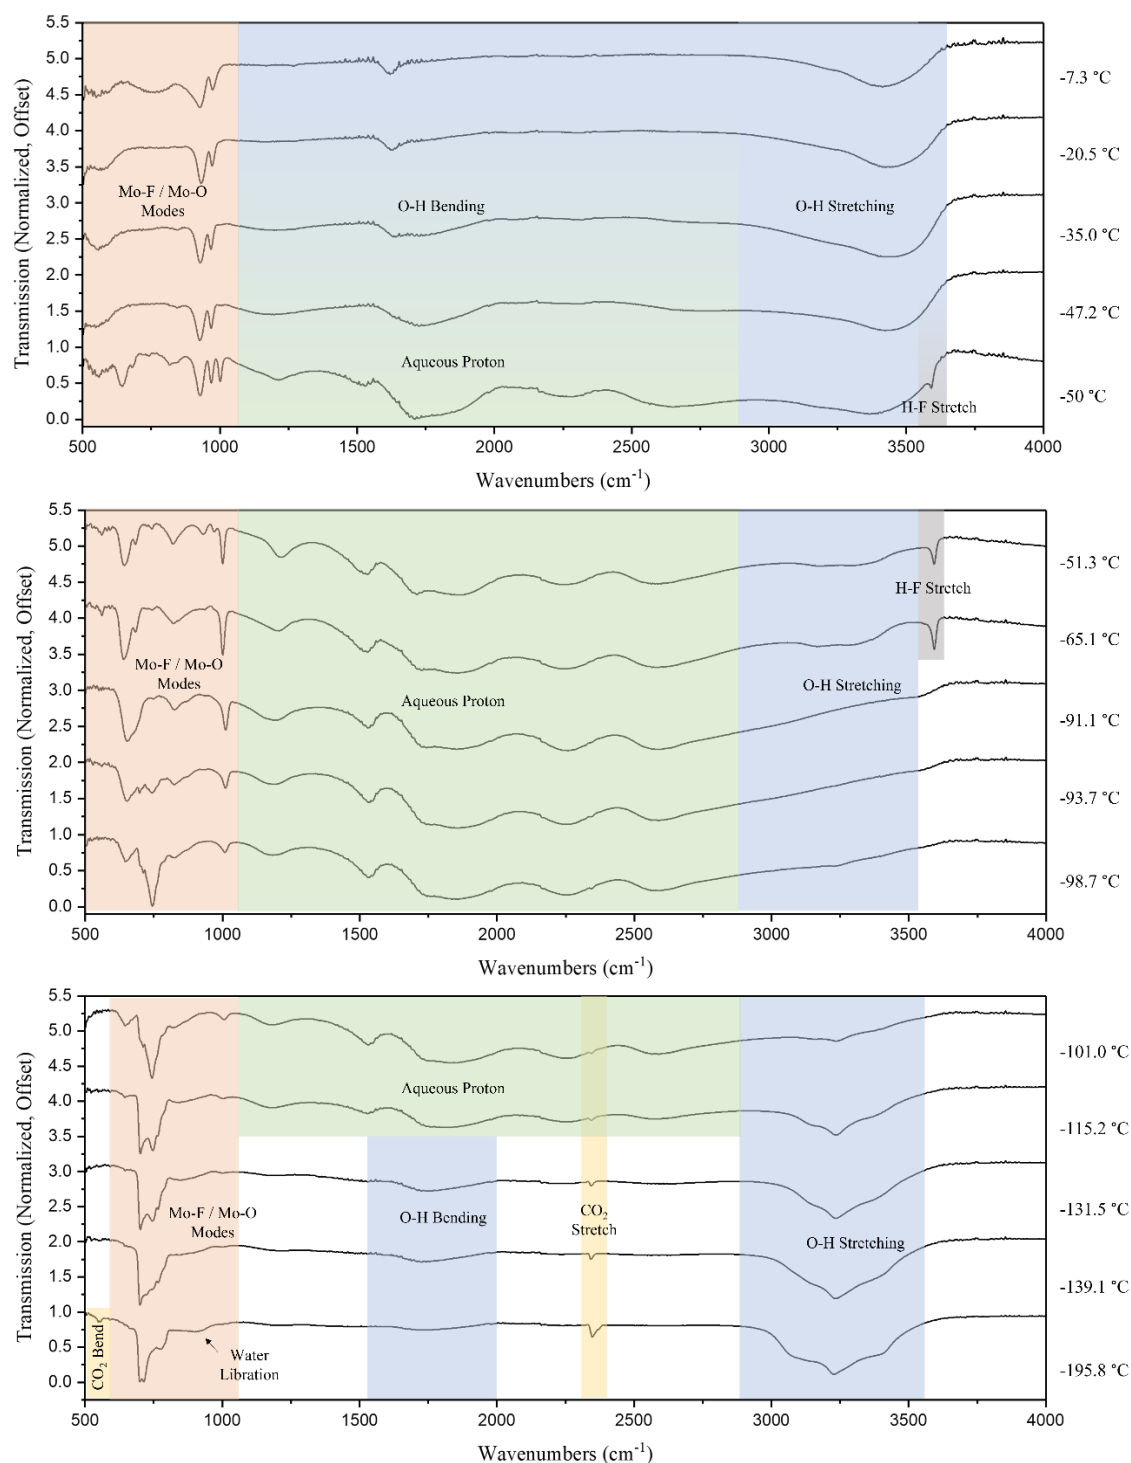 5.5
5.0
4.5
4.0
3.5
3.0
2.5
2.0
1.5
1.0
0.5
0.0
Transmission (Normalized, Offset)
Mo-F / Mo-O
Modes
O-H Bending
O-H Stretching
Aqueous Proton
H-F Stretch
-7.3 °C
-20.5 °C
-35.0 °C
-47.2 °C
-50 °C
500 1000 1500 2000 2500 3000 3500 4000
Wavenumbers (cm-1)
5.5
5.0
4.5
4.0
3.5
3.0
2.5
2.0
1.5
1.0
0.5
0.0
Transmission (Normalized, Offset)
H-F Stretch
Mo-F / Mo-O
Modes
Aqueous Proton
O-H Stretching
-51.3 °C
-65.1 °C
-91.1 °C
-93.7 °C
-98.7 °C
500 1000 1500 2000 2500 3000 3500 4000
Wavenumbers (cm-1)
5.5
5.0
4.5
4.0
3.5
3.0
2.5
2.0
1.5
1.0
0.5
0.0
Transmission (Normalized, Offset)
Aqueous Proton
Mo-F / Mo-O
Modes
O-H Bending
CO2
Stretch
O-H Stretching
CO2 Bend
Water
Libration
-101.0 °C
-115.2 °C
-131.5 °C
-139.1 °C
-195.8 °C
500 1000 1500 2000 2500 3000 3500 4000
Wavenumbers (cm-1)